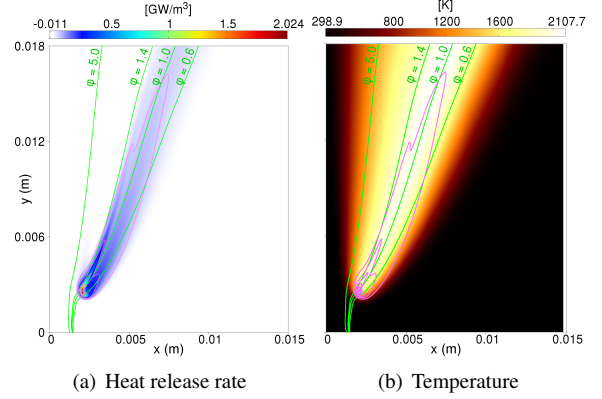 [GW/m³]
-0.011 0.5 1 1.5 2.024
0.018
0.012
0.006
0
y (m)
φ = 5.0
φ = 1.4
φ = 1.0
φ = 0.6
0 0.005 0.01 0.015
x (m)
(a) Heat release rate
[K]
298.9 800 1200 1600 2107.7
φ = 5.0
φ = 1.4
φ = 1.0
φ = 0.6
0 0.005 0.01 0.015
x (m)
(b) Temperature